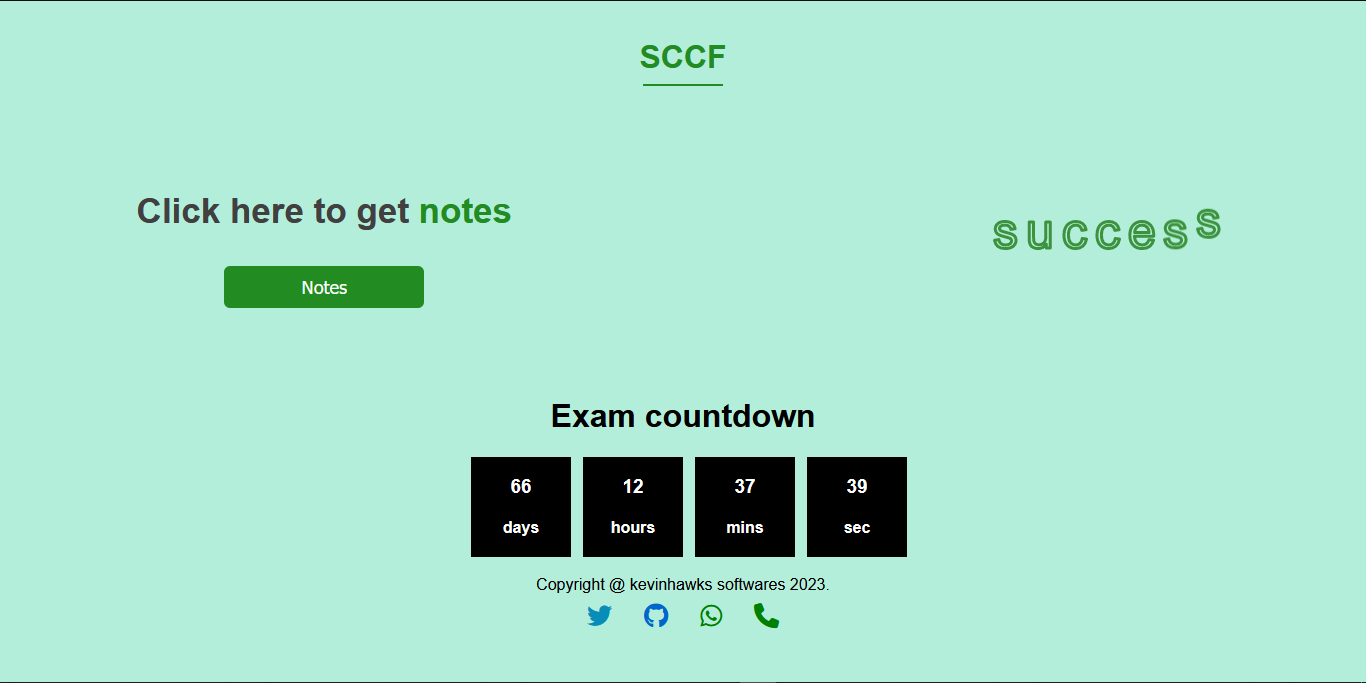 SCCF
Click here to get notes
success
Notes
Exam countdown
66 12 37 39
days hours mins sec
Copyright @ kevinhawks softwares 2023.